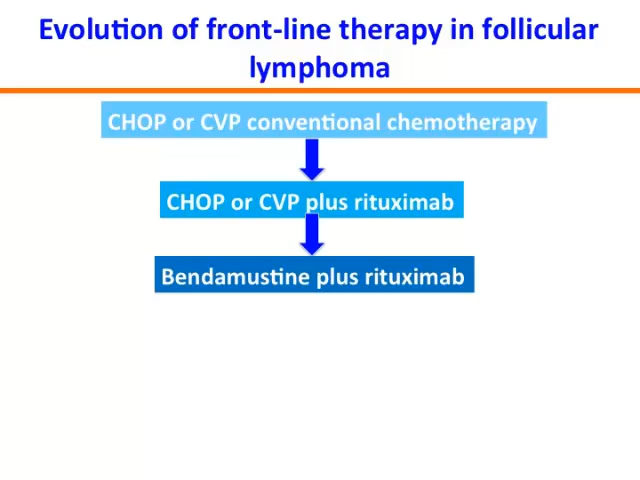 Evolution of front-line therapy in follicular
lymphoma
CHOP or CVP conventional chemotherapy
CHOP or CVP plus rituximab
Bendamustine plus rituximab